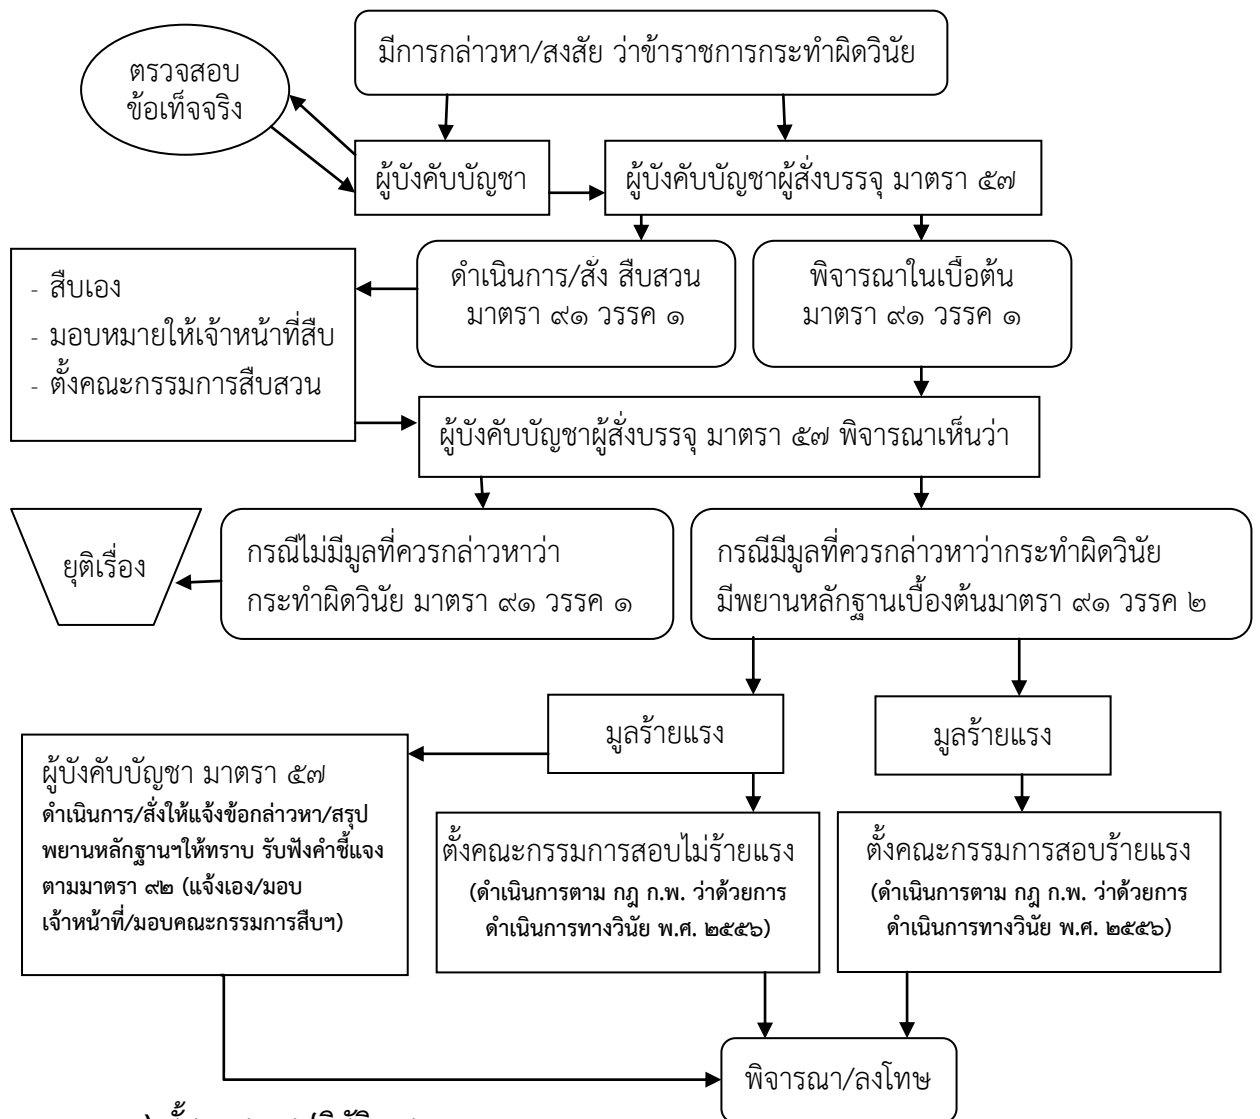 มีการกล่าวหา/สงสัย ว่าข้าราชการกระทำผิดวินัย
ตรวจสอบ
ข้อเท็จจริง
ผู้บังคับบัญชา
ผู้บังคับบัญชาผู้สั่งบรรจุ มาตรา ๕๗
- สืบเอง
- มอบหมายให้เจ้าหน้าที่สืบ
- ตั้งคณะกรรมการสืบสวน
ดำเนินการ/สั่ง สืบสวน
มาตรา ๙๑ วรรค ๑
พิจารณาในเบื้อต้น
มาตรา ๙๑ วรรค ๑
ผู้บังคับบัญชาผู้สั่งบรรจุ มาตรา ๕๗ พิจารณาเห็นว่า
ยุติเรื่อง
กรณีไม่มีมูลที่ควรกล่าวหาว่า
กระทำผิดวินัย มาตรา ๙๑ วรรค ๑
กรณีมีมูลที่ควรกล่าวหาว่ากระทำผิดวินัย
มีพยานหลักฐานเบื้องต้นมาตรา ๙๑ วรรค ๒
มูลร้ายแรง
มูลร้ายแรง
ผู้บังคับบัญชา มาตรา ๕๗
ดำเนินการ/สั่งให้แจ้งข้อกล่าวหา/สรุป
พยานหลักฐานฯให้ทราบ รับฟังคำชี้แจง
ตามมาตรา ๙๒ (แจ้งเอง/มอบ
เจ้าหน้าที่/มอบคณะกรรมการสืบฯ)
ตั้งคณะกรรมการสอบไม่ร้ายแรง
(ดำเนินการตาม กฎ ก.พ. ว่าด้วยการ
ดำเนินการทางวินัย พ.ศ. ๒๕๕๖)
ตั้งคณะกรรมการสอบร้ายแรง
(ดำเนินการตาม กฎ ก.พ. ว่าด้วยการ
ดำเนินการทางวินัย พ.ศ. ๒๕๕๖)
พิจารณา/ลงโทษ